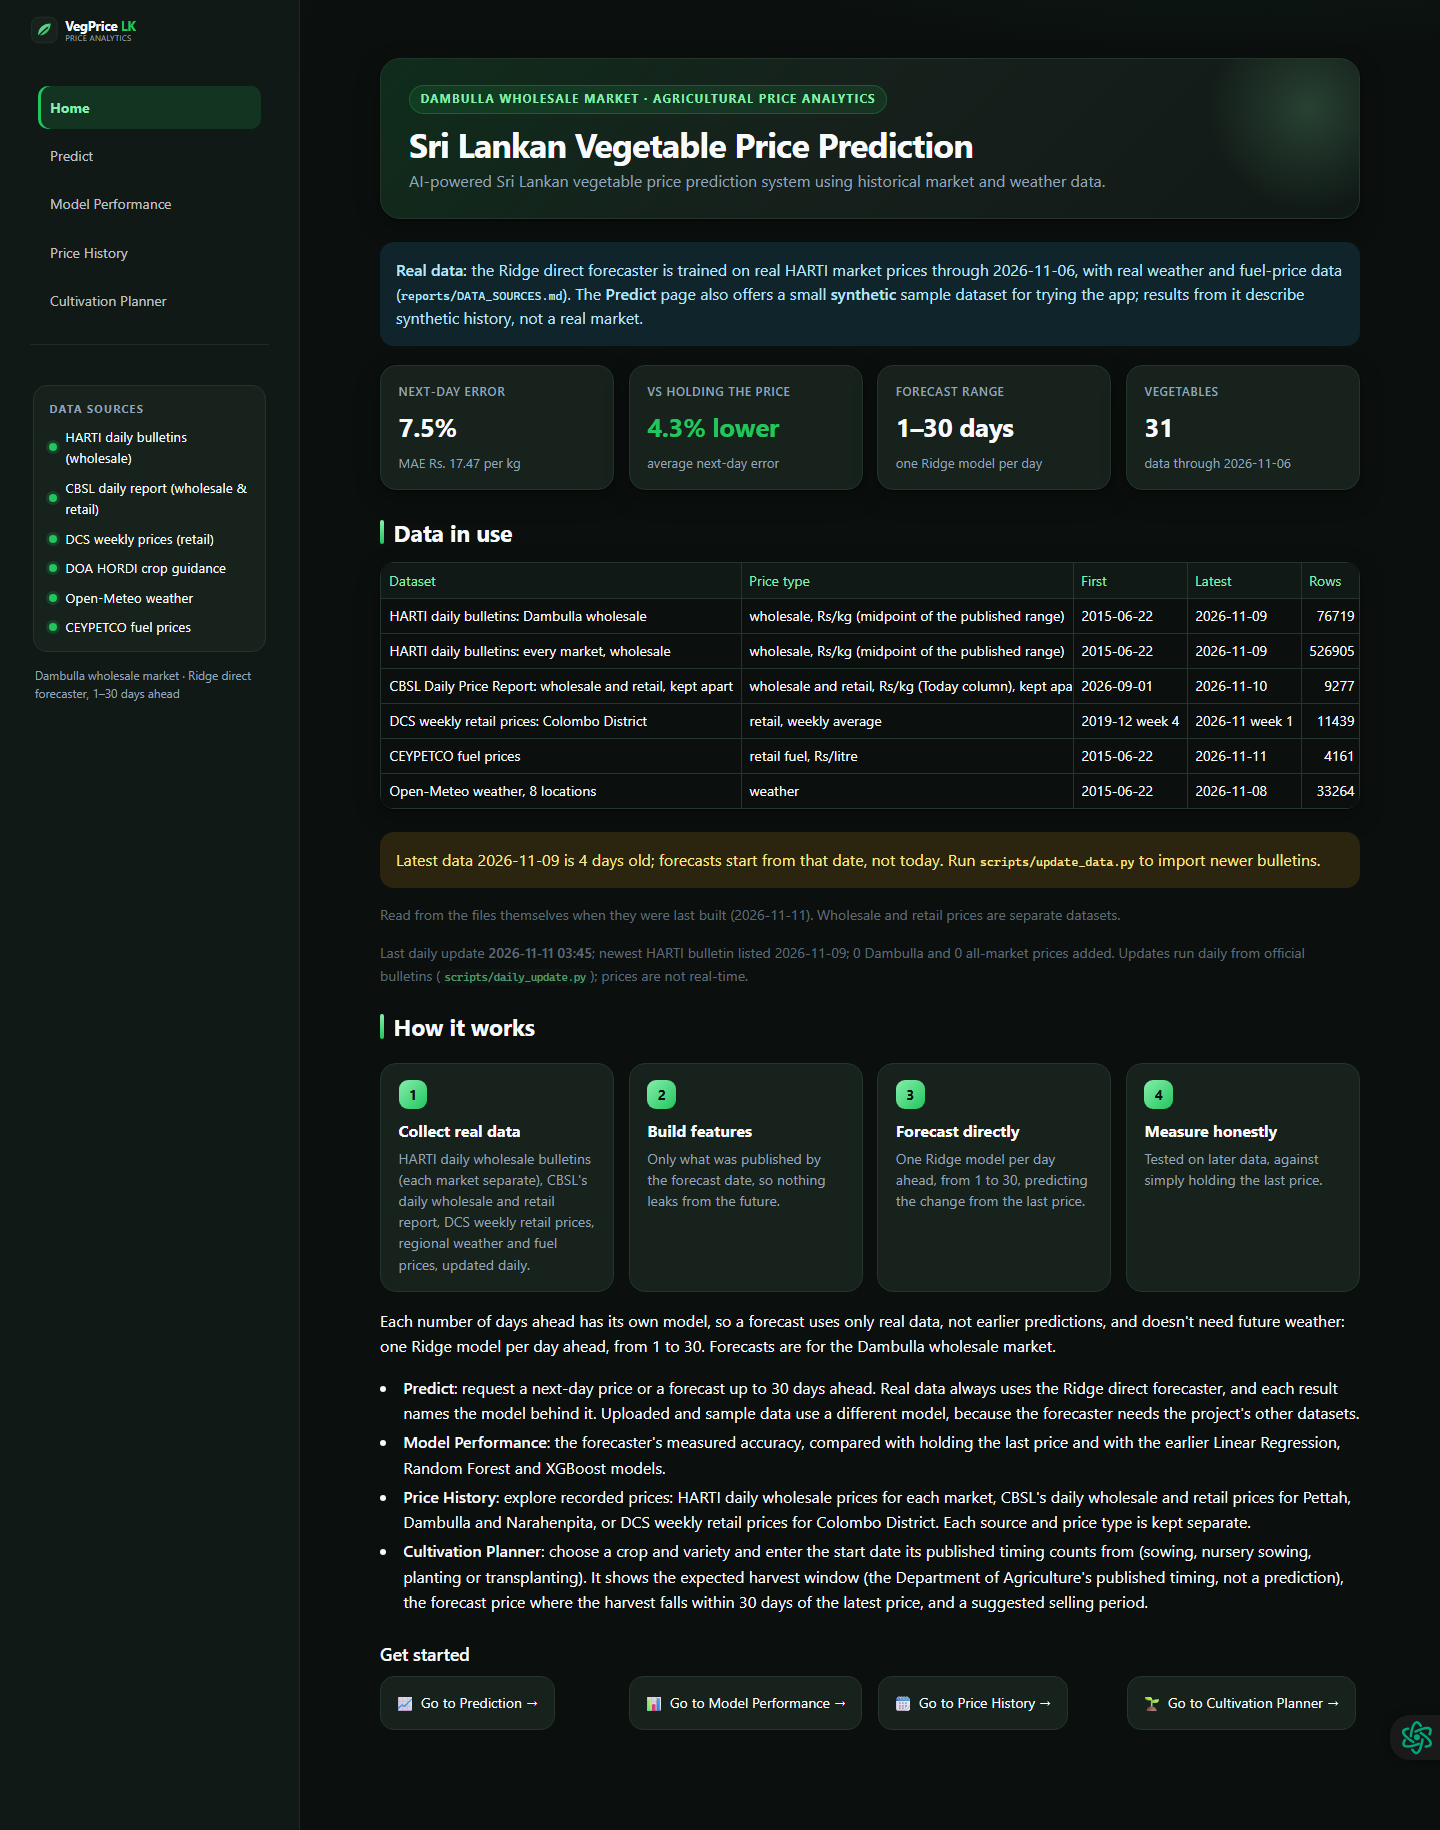 VegPrice LK
PRICE ANALYTICS
Home
Predict
Model Performance
Price History
Cultivation Planner
DATA SOURCES
HARTI daily bulletins
(wholesale)
CBSL daily report (wholesale &
retail)
DCS weekly prices (retail)
DOA HORDI crop guidance
Open-Meteo weather
CEYPETCO fuel prices
Dambulla wholesale market · Ridge direct
forecaster, 1–30 days ahead
DAMBULLA WHOLESALE MARKET · AGRICULTURAL PRICE ANALYTICS
Sri Lankan Vegetable Price Prediction
AI-powered Sri Lankan vegetable price prediction system using historical market and weather data.
Real data: the Ridge direct forecaster is trained on real HARTI market prices through 2026-11-06, with real weather and fuel-price data
(reports/DATA_SOURCES.md). The Predict page also offers a small synthetic sample dataset for trying the app; results from it describe
synthetic history, not a real market.
NEXT-DAY ERROR
7.5%
MAE Rs. 17.47 per kg
VS HOLDING THE PRICE
4.3% lower
average next-day error
FORECAST RANGE
1–30 days
one Ridge model per day
VEGETABLES
31
data through 2026-11-06
Data in use
Dataset Price type First Latest Rows
HARTI daily bulletins: Dambulla wholesale wholesale, Rs/kg (midpoint of the published range) 2015-06-22 2026-11-09 76719
HARTI daily bulletins: every market, wholesale wholesale, Rs/kg (midpoint of the published range) 2015-06-22 2026-11-09 526905
CBSL Daily Price Report: wholesale and retail, kept apart wholesale and retail, Rs/kg (Today column), kept apa 2026-09-01 2026-11-10 9277
DCS weekly retail prices: Colombo District retail, weekly average 2019-12 week 4 2026-11 week 1 11439
CEYPETCO fuel prices retail fuel, Rs/litre 2015-06-22 2026-11-11 4161
Open-Meteo weather, 8 locations weather 2015-06-22 2026-11-08 33264
Latest data 2026-11-09 is 4 days old; forecasts start from that date, not today. Run scripts/update_data.py to import newer bulletins.
Read from the files themselves when they were last built (2026-11-11). Wholesale and retail prices are separate datasets.
Last daily update 2026-11-11 03:45; newest HARTI bulletin listed 2026-11-09; 0 Dambulla and 0 all-market prices added. Updates run daily from official
bulletins ( scripts/daily_update.py ); prices are not real-time.
How it works
1
Collect real data
HARTI daily wholesale bulletins
(each market separate), CBSL's
daily wholesale and retail
report, DCS weekly retail prices,
regional weather and fuel
prices, updated daily.
2
Build features
Only what was published by
the forecast date, so nothing
leaks from the future.
3
Forecast directly
One Ridge model per day
ahead, from 1 to 30, predicting
the change from the last price.
4
Measure honestly
Tested on later data, against
simply holding the last price.
Each number of days ahead has its own model, so a forecast uses only real data, not earlier predictions, and doesn't need future weather:
one Ridge model per day ahead, from 1 to 30. Forecasts are for the Dambulla wholesale market.
• Predict: request a next-day price or a forecast up to 30 days ahead. Real data always uses the Ridge direct forecaster, and each result
names the model behind it. Uploaded and sample data use a different model, because the forecaster needs the project's other datasets.
• Model Performance: the forecaster's measured accuracy, compared with holding the last price and with the earlier Linear Regression,
Random Forest and XGBoost models.
• Price History: explore recorded prices: HARTI daily wholesale prices for each market, CBSL's daily wholesale and retail prices for Pettah,
Dambulla and Narahenpita, or DCS weekly retail prices for Colombo District. Each source and price type is kept separate.
• Cultivation Planner: choose a crop and variety and enter the start date its published timing counts from (sowing, nursery sowing,
planting or transplanting). It shows the expected harvest window (the Department of Agriculture's published timing, not a prediction),
the forecast price where the harvest falls within 30 days of the latest price, and a suggested selling period.
Get started
Go to Prediction →
Go to Model Performance →
Go to Price History →
Go to Cultivation Planner →